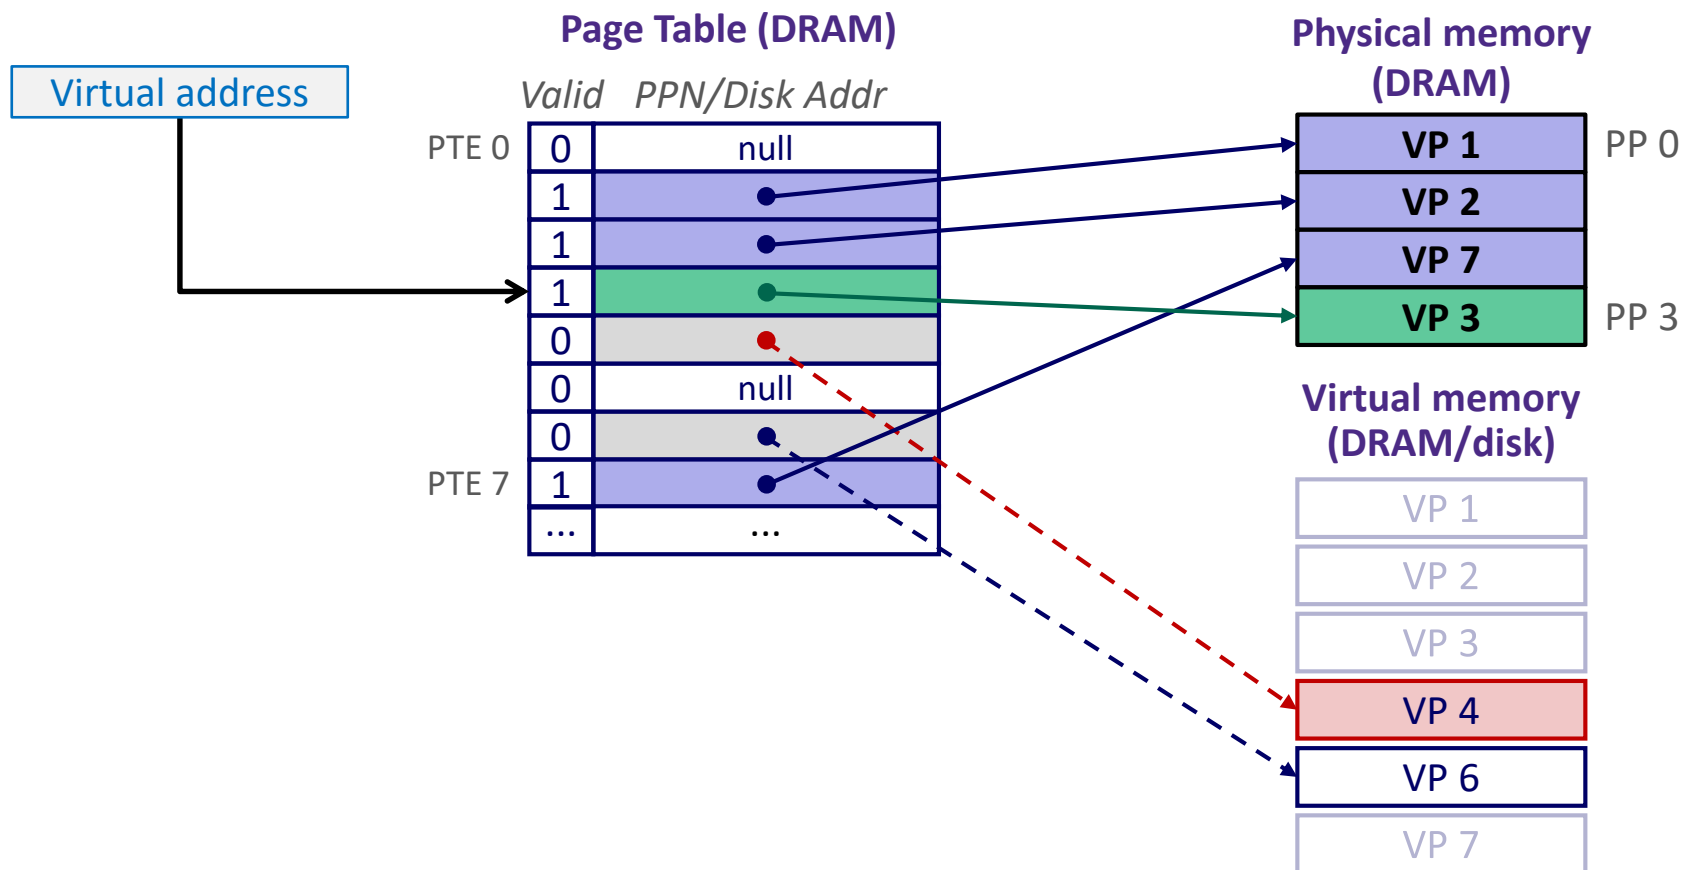 Page Table (DRAM)
Physical memory
(DRAM)
Virtual address
Valid PPN/Disk Addr
PTE 0 0 null
1
1
1
0
0 null
0
PTE 7 1
... ...
VP 1 PP 0
VP 2
VP 7
VP 3 PP 3
Virtual memory
(DRAM/disk)
VP 1
VP 2
VP 3
VP 4
VP 6
VP 7